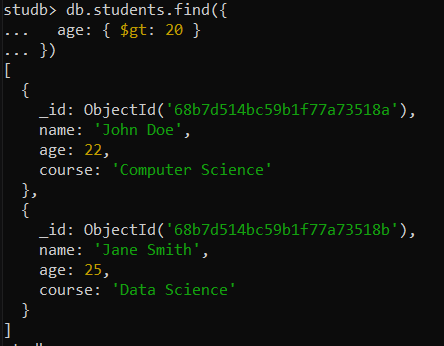 studb> db.students.find({
...   age: { $gt: 20 }
... })
[
  {
    _id: ObjectId('68b7d514bc59b1f77a73518a'),
    name: 'John Doe',
    age: 22,
    course: 'Computer Science'
  },
  {
    _id: ObjectId('68b7d514bc59b1f77a73518b'),
    name: 'Jane Smith',
    age: 25,
    course: 'Data Science'
  }
]